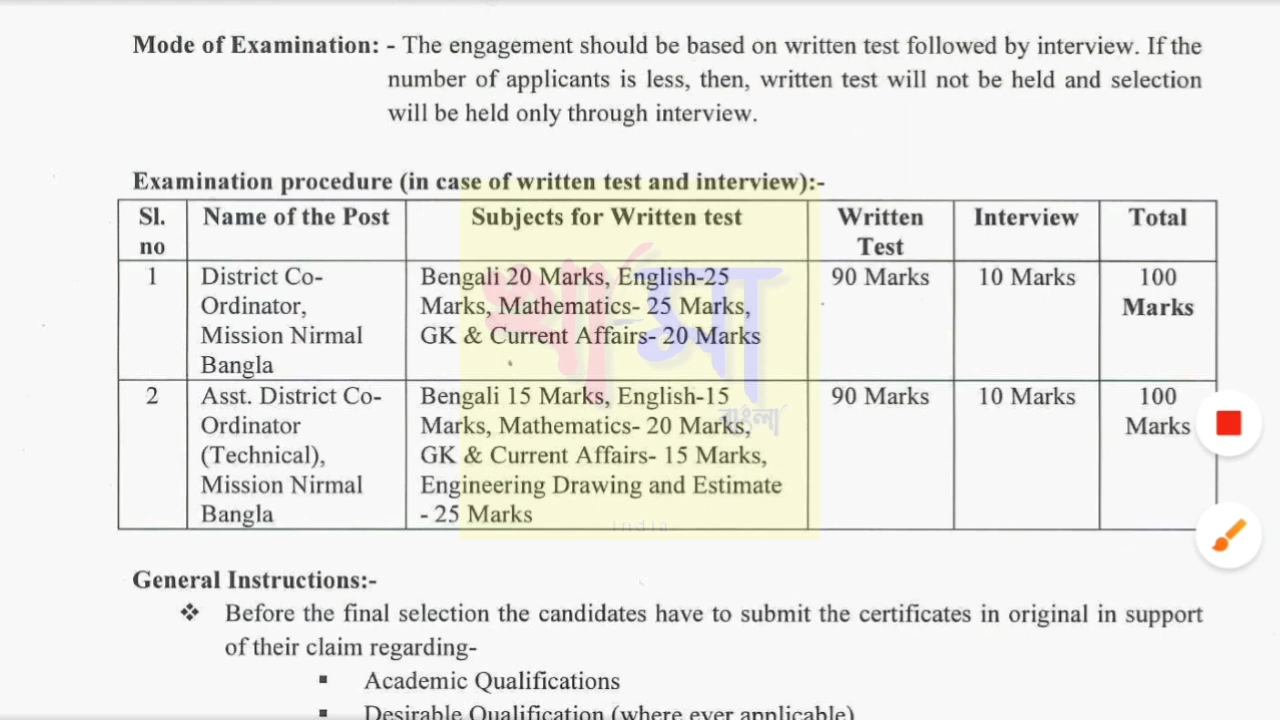 Mode of Examination: - The engagement should be based on written test followed by interview. If the
number of applicants is less, then, written test will not be held and selection
will be held only through interview.
Examination procedure (in case of written test and interview):-
Sl. no Name of the Post Subjects for Written test Written Test Interview Total
1 District Co-
Ordinator,
Mission Nirmal
Bangla
Bengali 20 Marks, English-25
Marks, Mathematics- 25 Marks,
GK & Current Affairs- 20 Marks
90 Marks 10 Marks 100
Marks
2 Asst. District Co-
Ordinator
(Technical),
Mission Nirmal
Bangla
Bengali 15 Marks, English-15
Marks, Mathematics- 20 Marks,
GK & Current Affairs- 15 Marks,
Engineering Drawing and Estimate
- 25 Marks
90 Marks 10 Marks 100
Marks
বাংলা
India
General Instructions:-
❖ Before the final selection the candidates have to submit the certificates in original in support
of their claim regarding-
▪ Academic Qualifications
▪ Desirable Qualification (where ever applicable)